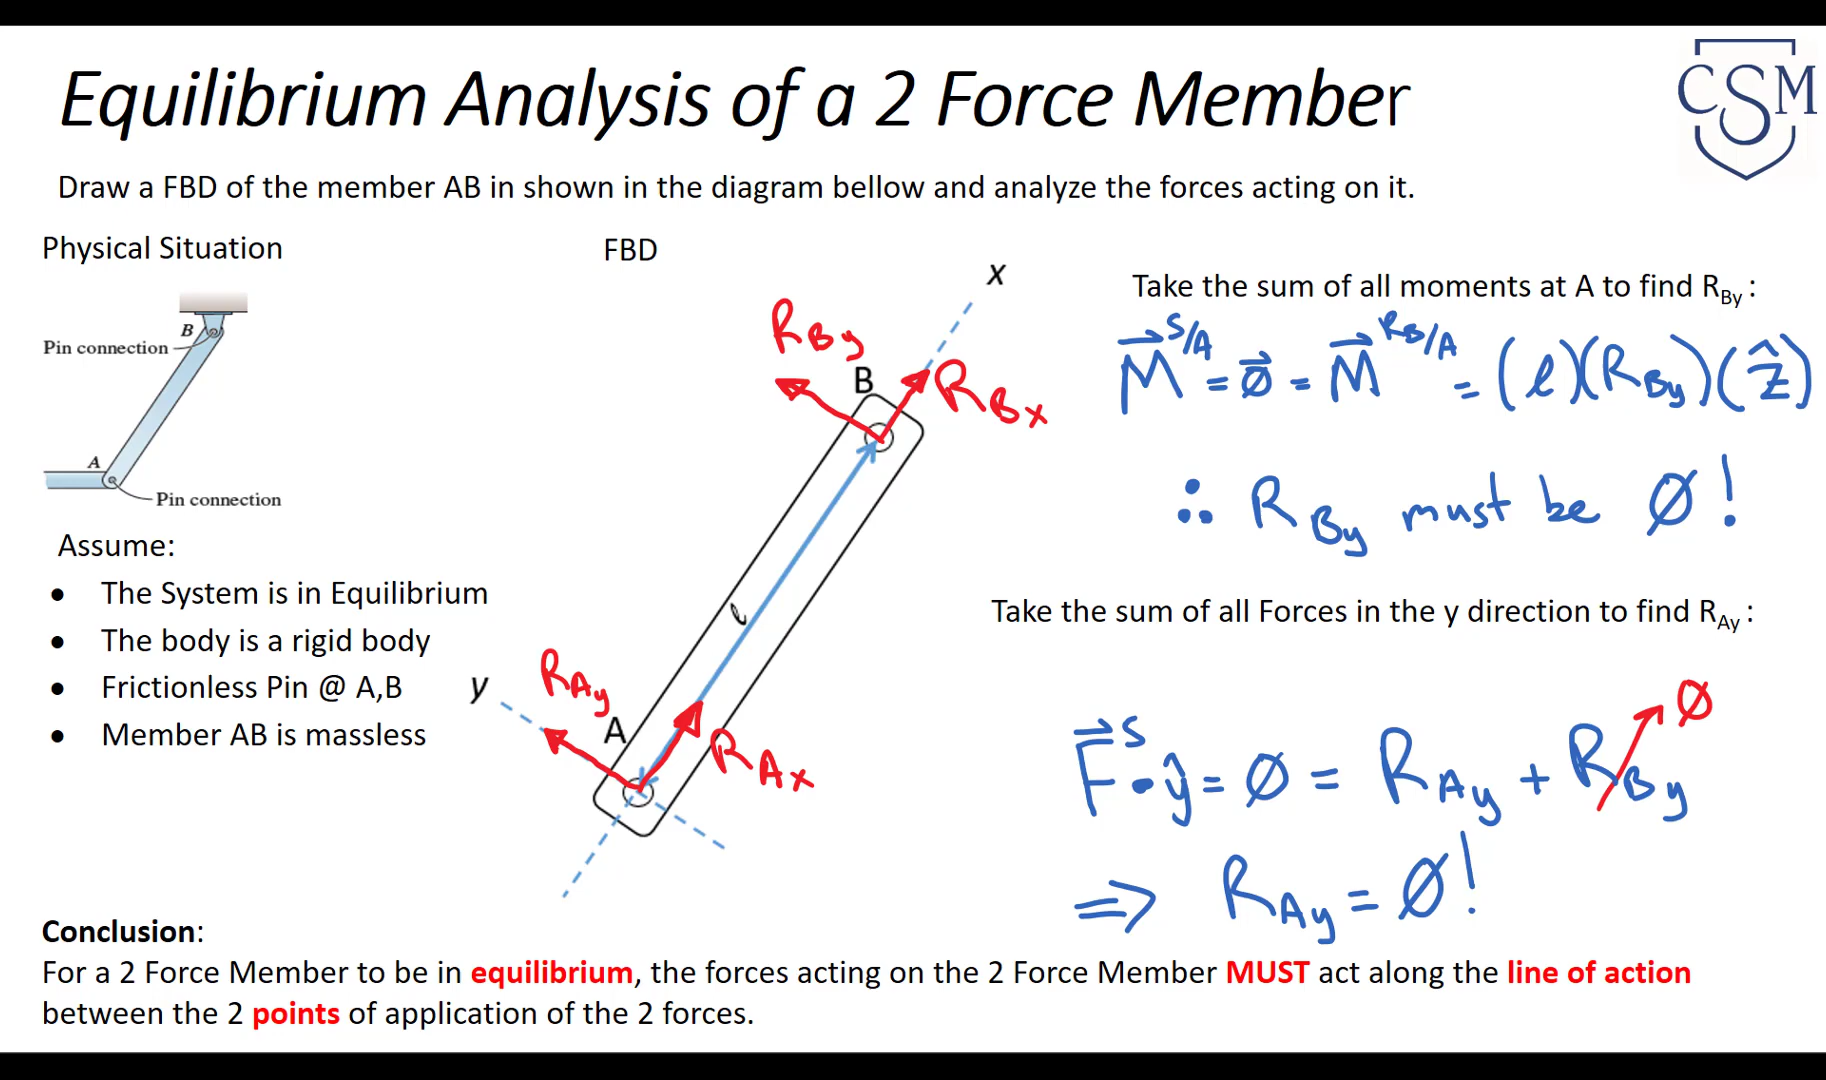 Equilibrium Analysis of a 2 Force Member
CSM
Draw a FBD of the member AB in shown in the diagram bellow and analyze the forces acting on it.
Physical Situation
B
Pin connection
A
Pin connection
Assume:
• The System is in Equilibrium
• The body is a rigid body
• Frictionless Pin @ A,B
• Member AB is massless
FBD
x
R_By
B
R_Bx
l
y
R_Ay
A
R_Ax
Take the sum of all moments at A to find R_By :
M⃗^S/A = 0⃗ = M⃗^RB/A = (l)(R_By)(ẑ)
∴ R_By must be Ø!
Take the sum of all Forces in the y direction to find R_Ay :
F⃗^S • ŷ = Ø = R_Ay + R_By Ø
⇒ R_Ay = Ø!
Conclusion:
For a 2 Force Member to be in equilibrium, the forces acting on the 2 Force Member MUST act along the line of action
between the 2 points of application of the 2 forces.